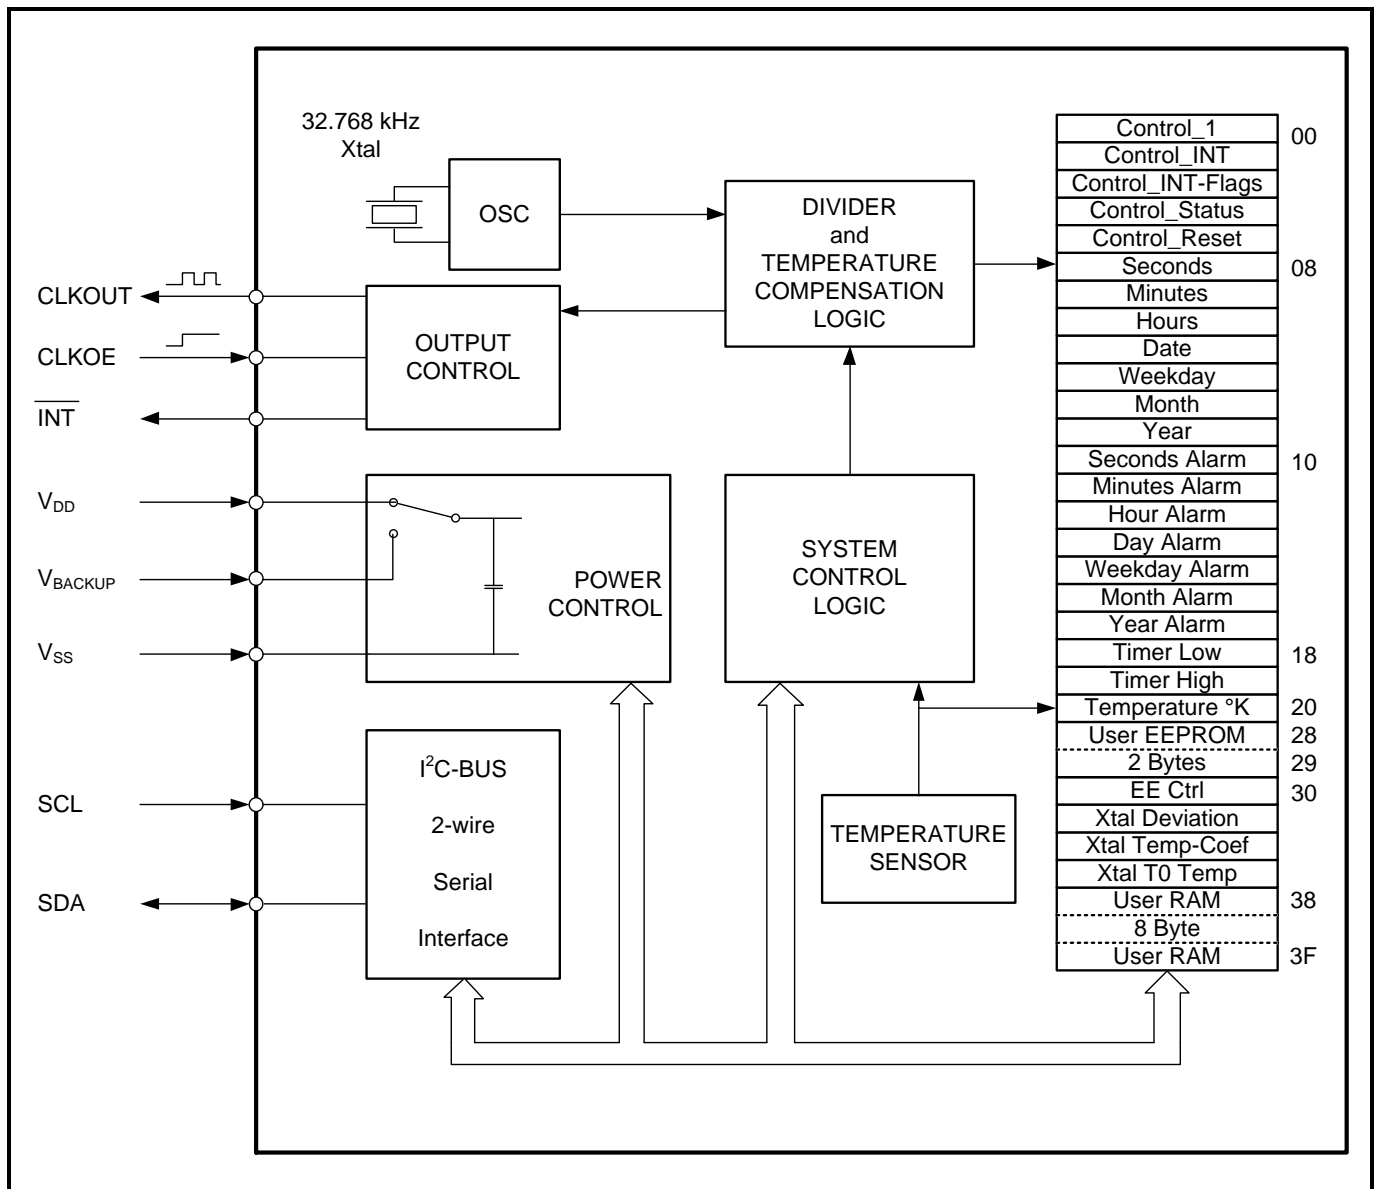 32.768 kHz
Xtal
OSC
DIVIDER
and
TEMPERATURE
COMPENSATION
LOGIC
CLKOUT
CLKOE
INT
OUTPUT
CONTROL
VDD
VBACKUP
VSS
POWER
CONTROL
SYSTEM
CONTROL
LOGIC
SCL
SDA
I²C-BUS
2-wire
Serial
Interface
TEMPERATURE
SENSOR
Control_1 00
Control_INT
Control_INT-Flags
Control_Status
Control_Reset
Seconds 08
Minutes
Hours
Date
Weekday
Month
Year
Seconds Alarm 10
Minutes Alarm
Hour Alarm
Day Alarm
Weekday Alarm
Month Alarm
Year Alarm
Timer Low 18
Timer High
Temperature °K 20
User EEPROM 28
2 Bytes 29
EE Ctrl 30
Xtal Deviation
Xtal Temp-Coef
Xtal T0 Temp
User RAM 38
8 Byte
User RAM 3F